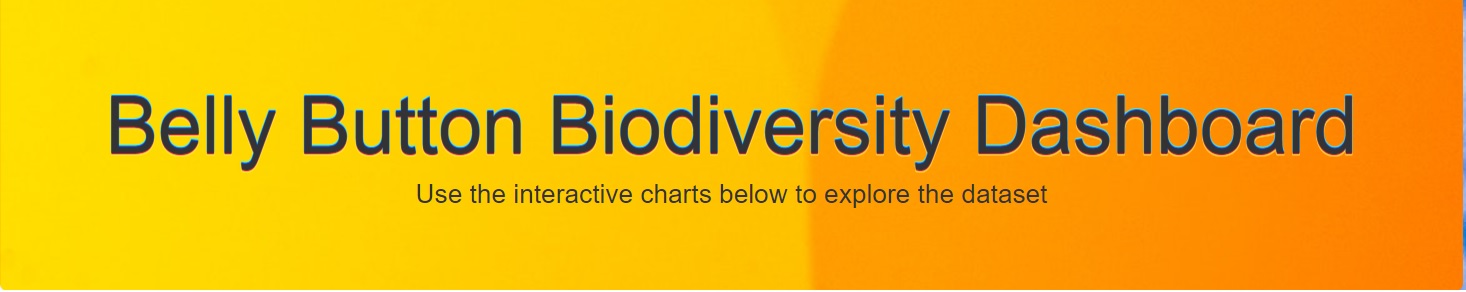 Belly Button Biodiversity Dashboard
Use the interactive charts below to explore the dataset